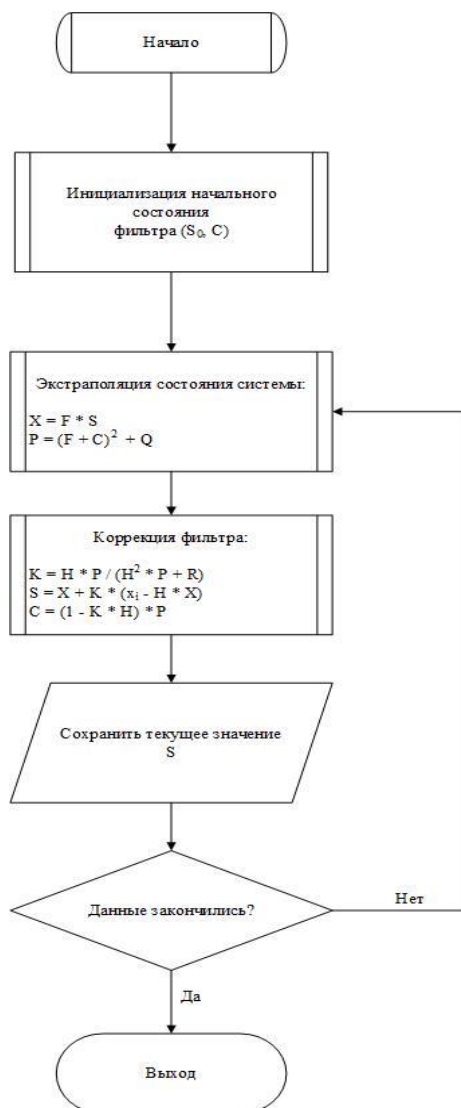 Начало
Инициализация начального
состояния
фильтра (S₀, C)
Экстраполяция состояния системы:
X = F * S
P = (F + C)² + Q
Коррекция фильтра:
K = H * P / (H² * P + R)
S = X + K * (xᵢ - H * X)
C = (1 - K * H) * P
Сохранить текущее значение
S
Данные закончились?
Нет
Да
Выход